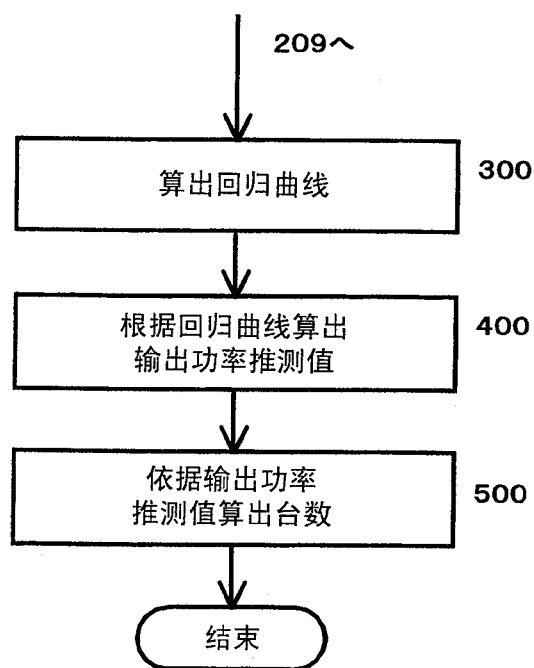 209へ
算出回归曲线
300
根据回归曲线算出
输出功率推测值
400
依据输出功率
推测值算出台数
500
结束